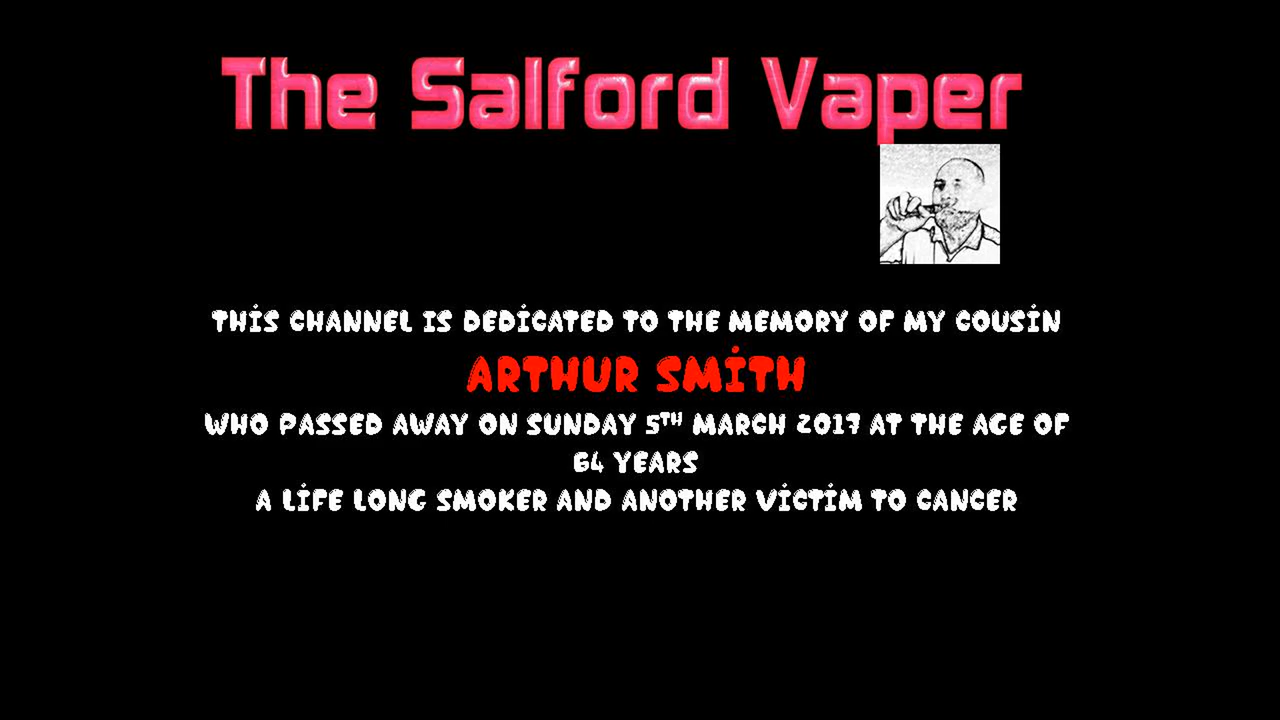 The Salford Vaper
THIS CHANNEL IS DEDICATED TO THE MEMORY OF MY COUSIN
ARTHUR SMITH
WHO PASSED AWAY ON SUNDAY 5TH MARCH 2017 AT THE AGE OF
64 YEARS
A LIFE LONG SMOKER AND ANOTHER VICTIM TO CANCER